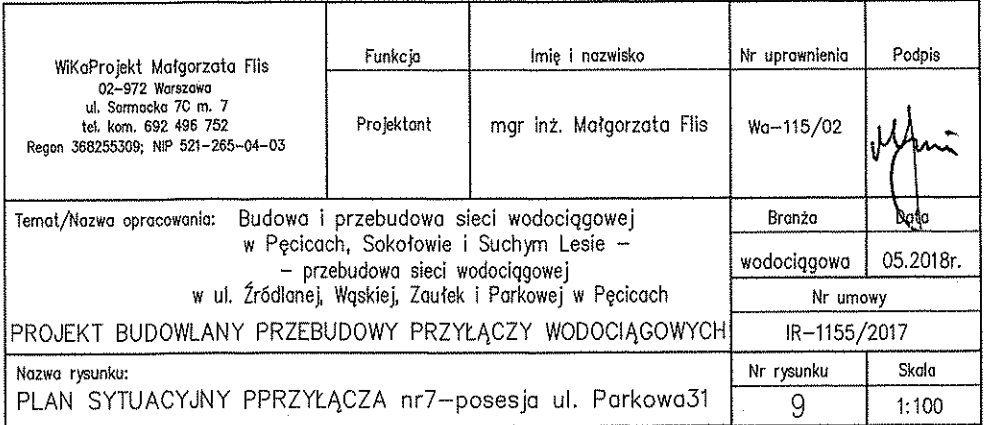 WiKaProjekt Małgorzata Flis
02-972 Warszawa
ul. Sarmacka 7C m. 7
tel. kom. 692 496 752
Regon 368255309; NIP 521-265-04-03
Funkcja
Imię i nazwisko
Nr uprawnienia
Podpis
Projektant
mgr inż. Małgorzata Flis
Wa-115/02
Temat/Nazwa opracowania: Budowa i przebudowa sieci wodociągowej
w Pęcicach, Sokołowie i Suchym Lesie -
- przebudowa sieci wodociągowej
w ul. Źródlanej, Wąskiej, Zaułek i Parkowej w Pęcicach
PROJEKT BUDOWLANY PRZEBUDOWY PRZYŁĄCZY WODOCIĄGOWYCH
Branża
Data
wodociągowa
05.2018r.
Nr umowy
IR-1155/2017
Nazwa rysunku:
PLAN SYTUACYJNY PPRZYŁĄCZA nr7-posesja ul. Parkowa31
Nr rysunku
Skala
9
1:100